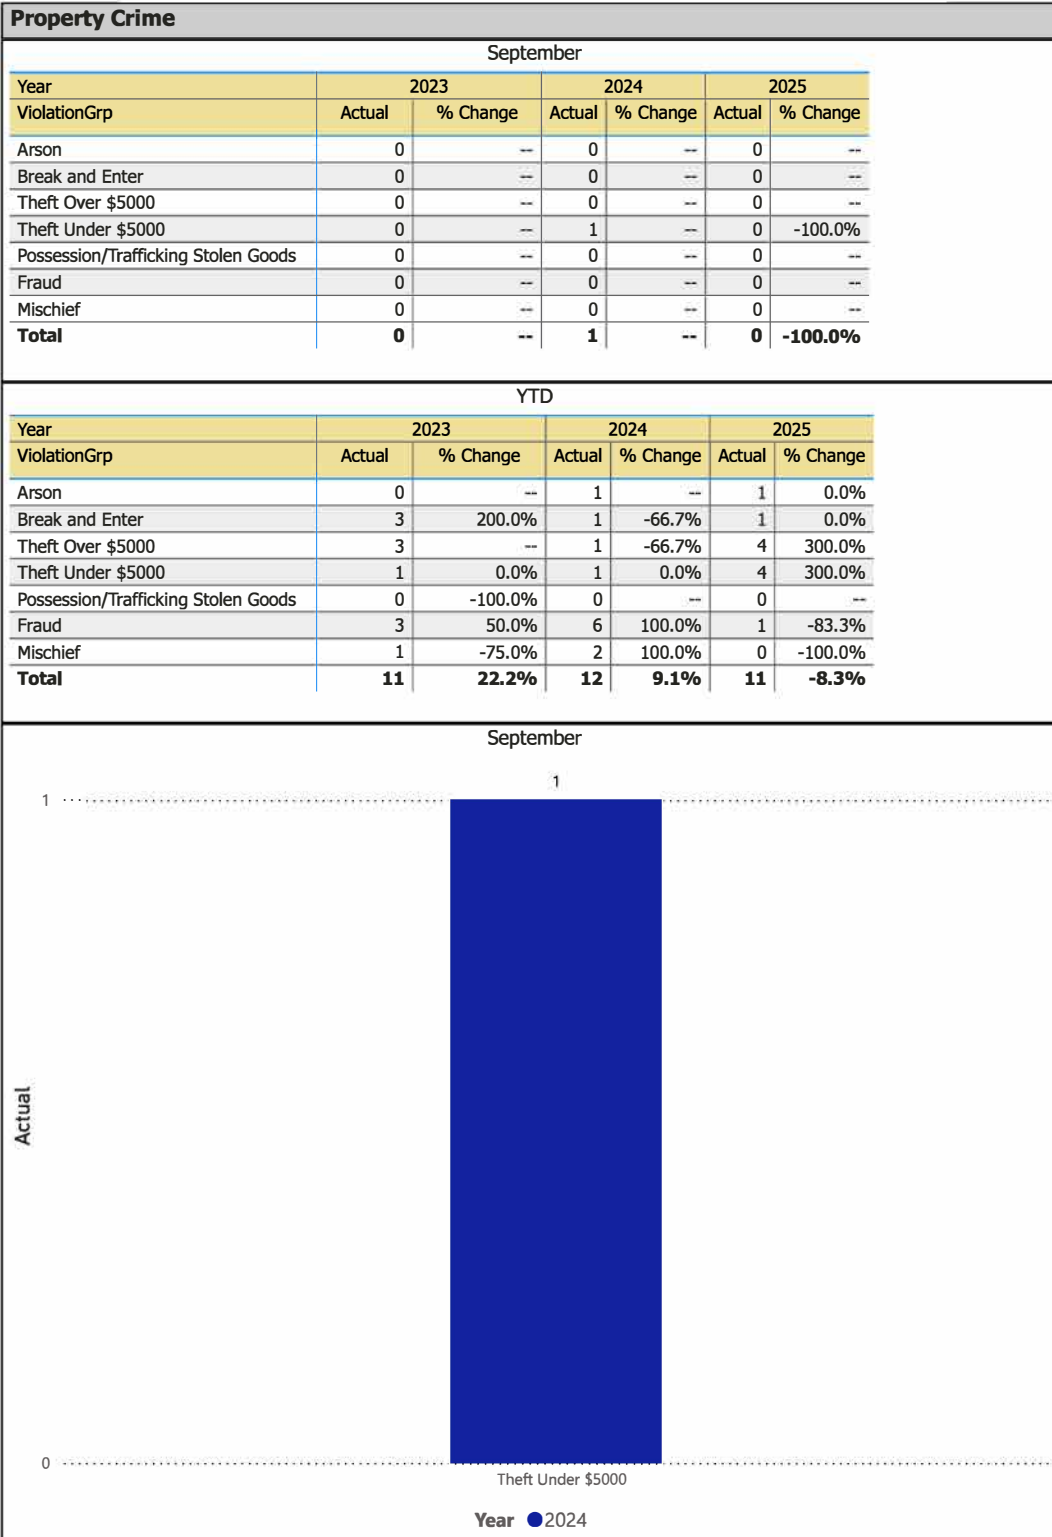 Property Crime
September
Year 2023 2024 2025
ViolationGrp Actual % Change Actual % Change Actual % Change
Arson 0 -- 0 -- 0 --
Break and Enter 0 -- 0 -- 0 --
Theft Over $5000 0 -- 0 -- 0 --
Theft Under $5000 0 -- 1 -- 0 -100.0%
Possession/Trafficking Stolen Goods 0 -- 0 -- 0 --
Fraud 0 -- 0 -- 0 --
Mischief 0 -- 0 -- 0 --
Total 0 -- 1 -- 0 -100.0%
YTD
Year 2023 2024 2025
ViolationGrp Actual % Change Actual % Change Actual % Change
Arson 0 -- 1 -- 1 0.0%
Break and Enter 3 200.0% 1 -66.7% 1 0.0%
Theft Over $5000 3 -- 1 -66.7% 4 300.0%
Theft Under $5000 1 0.0% 1 0.0% 4 300.0%
Possession/Trafficking Stolen Goods 0 -100.0% 0 -- 0 --
Fraud 3 50.0% 6 100.0% 1 -83.3%
Mischief 1 -75.0% 2 100.0% 0 -100.0%
Total 11 22.2% 12 9.1% 11 -8.3%
September
1
1
Actual
0
Theft Under $5000
Year 2024